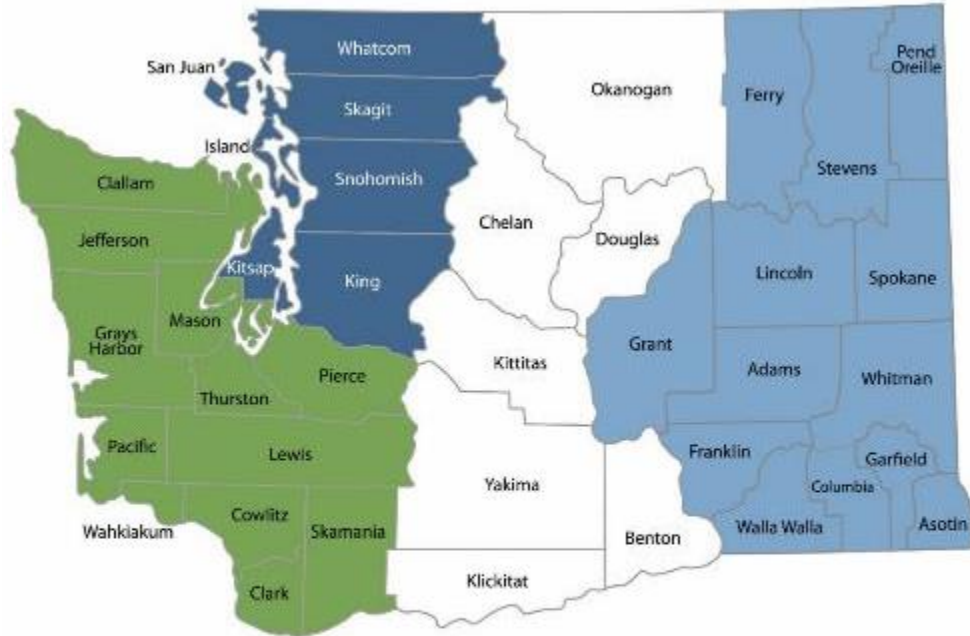 Whatcom
San Juan
Skagit
Island
Snohomish
King
Kitsap
Clallam
Jefferson
Grays
Harbor
Mason
Thurston
Pierce
Pacific
Lewis
Wahkiakum
Cowlitz
Skamania
Clark
Okanogan
Chelan
Douglas
Kittitas
Yakima
Klickitat
Benton
Ferry
Stevens
Pend
Oreille
Lincoln
Spokane
Grant
Adams
Whitman
Franklin
Garfield
Columbia
Walla Walla
Asotin